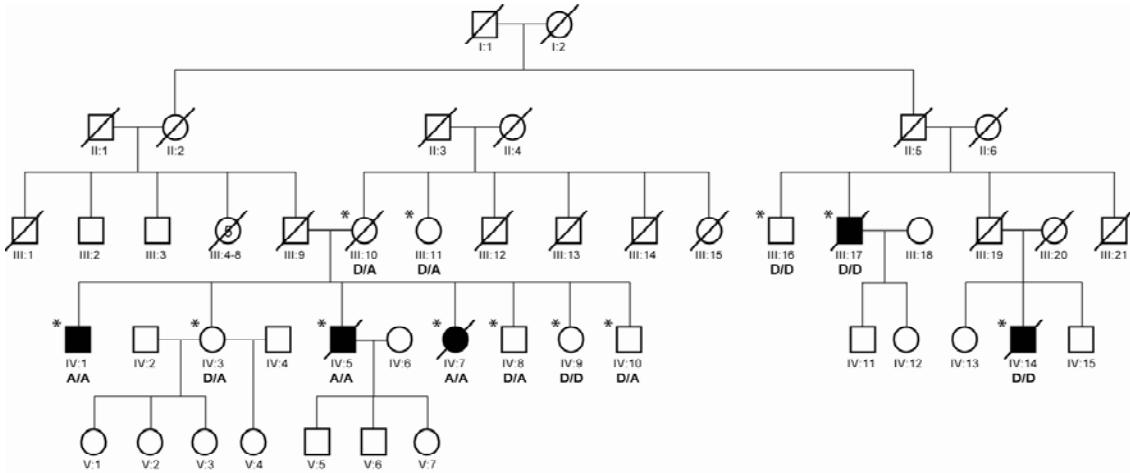 I:1 I:2
II:1 II:2 II:3 II:4 II:5 II:6
5
* * * *
III:1 III:2 III:3 III:4-8 III:9 III:10 III:11 III:12 III:13 III:14 III:15 III:16 III:17 III:18 III:19 III:20 III:21
D/A D/A D/D D/D
* * * * * * * *
IV:1 IV:2 IV:3 IV:4 IV:5 IV:6 IV:7 IV:8 IV:9 IV:10 IV:11 IV:12 IV:13 IV:14 IV:15
A/A D/A A/A A/A D/A D/D D/A D/D
V:1 V:2 V:3 V:4 V:5 V:6 V:7